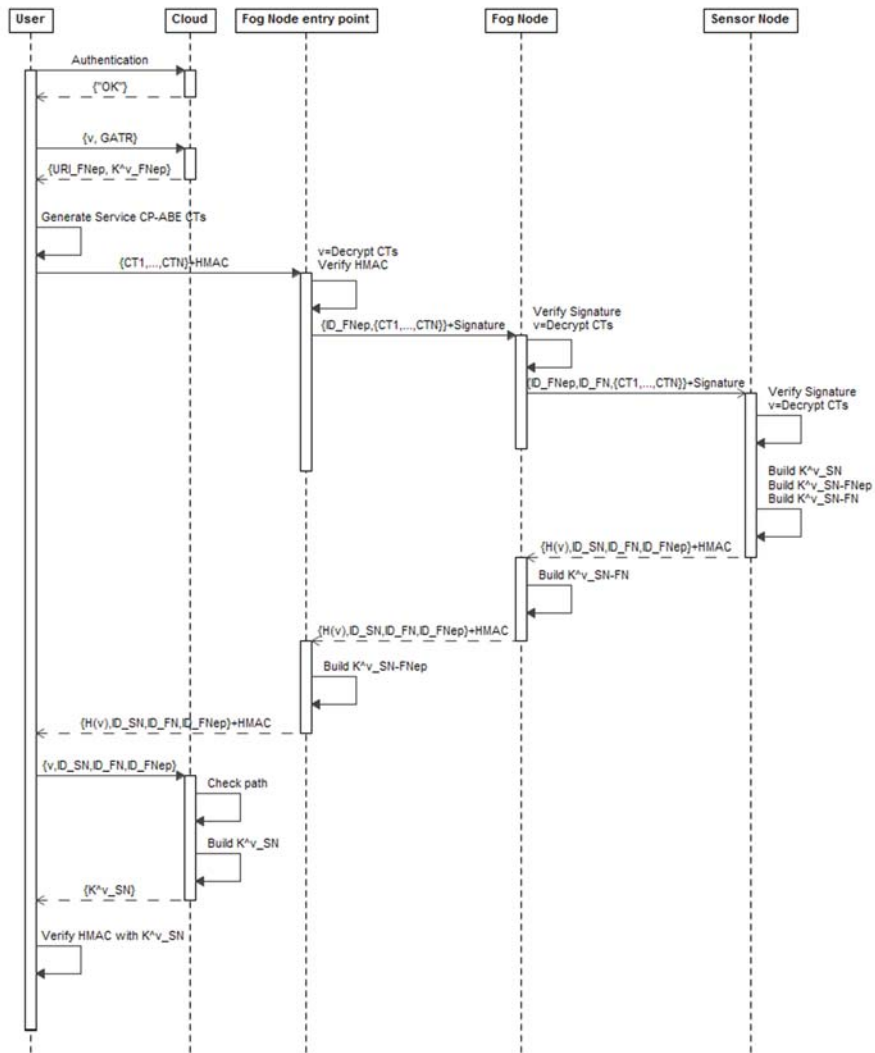 User
Cloud
Fog Node entry point
Fog Node
Sensor Node
Authentication
{"OK"}
{v, GATR}
{URI_FNep, K^v_FNep}
Generate Service CP-ABE CTs
{CT1,...,CTN}+HMAC
v=Decrypt CTs
Verify HMAC
{ID_FNep,{CT1,...,CTN}}+Signature
Verify Signature
v=Decrypt CTs
{ID_FNep,ID_FN,{CT1,...,CTN}}+Signature
Verify Signature
v=Decrypt CTs
Build K^v_SN
Build K^v_SN-FNep
Build K^v_SN-FN
{H(v),ID_SN,ID_FN,ID_FNep}+HMAC
Build K^v_SN-FN
{H(v),ID_SN,ID_FN,ID_FNep}+HMAC
Build K^v_SN-FNep
{H(v),ID_SN,ID_FN,ID_FNep}+HMAC
{v,ID_SN,ID_FN,ID_FNep}
Check path
Build K^v_SN
{K^v_SN}
Verify HMAC with K^v_SN